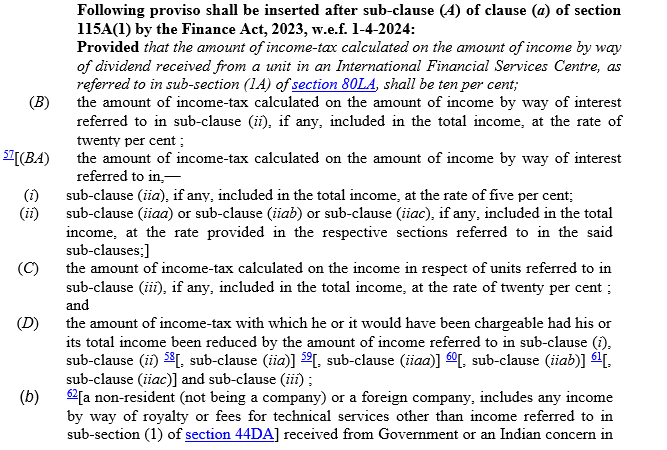 Following proviso shall be inserted after sub-clause (A) of clause (a) of section
115A(1) by the Finance Act, 2023, w.e.f. 1-4-2024:
Provided that the amount of income-tax calculated on the amount of income by way
of dividend received from a unit in an International Financial Services Centre, as
referred to in sub-section (1A) of section 80LA, shall be ten per cent;
(B) the amount of income-tax calculated on the amount of income by way of interest
referred to in sub-clause (ii), if any, included in the total income, at the rate of
twenty per cent ;
57[(BA) the amount of income-tax calculated on the amount of income by way of interest
referred to in,—
(i) sub-clause (iia), if any, included in the total income, at the rate of five per cent;
(ii) sub-clause (iiaa) or sub-clause (iiab) or sub-clause (iiac), if any, included in the total
income, at the rate provided in the respective sections referred to in the said
sub-clauses;]
(C) the amount of income-tax calculated on the income in respect of units referred to in
sub-clause (iii), if any, included in the total income, at the rate of twenty per cent ;
and
(D) the amount of income-tax with which he or it would have been chargeable had his or
its total income been reduced by the amount of income referred to in sub-clause (i),
sub-clause (ii) 58[, sub-clause (iia)] 59[, sub-clause (iiaa)] 60[, sub-clause (iiab)] 61[,
sub-clause (iiac)] and sub-clause (iii) ;
(b) 62[a non-resident (not being a company) or a foreign company, includes any income
by way of royalty or fees for technical services other than income referred to in
sub-section (1) of section 44DA] received from Government or an Indian concern in